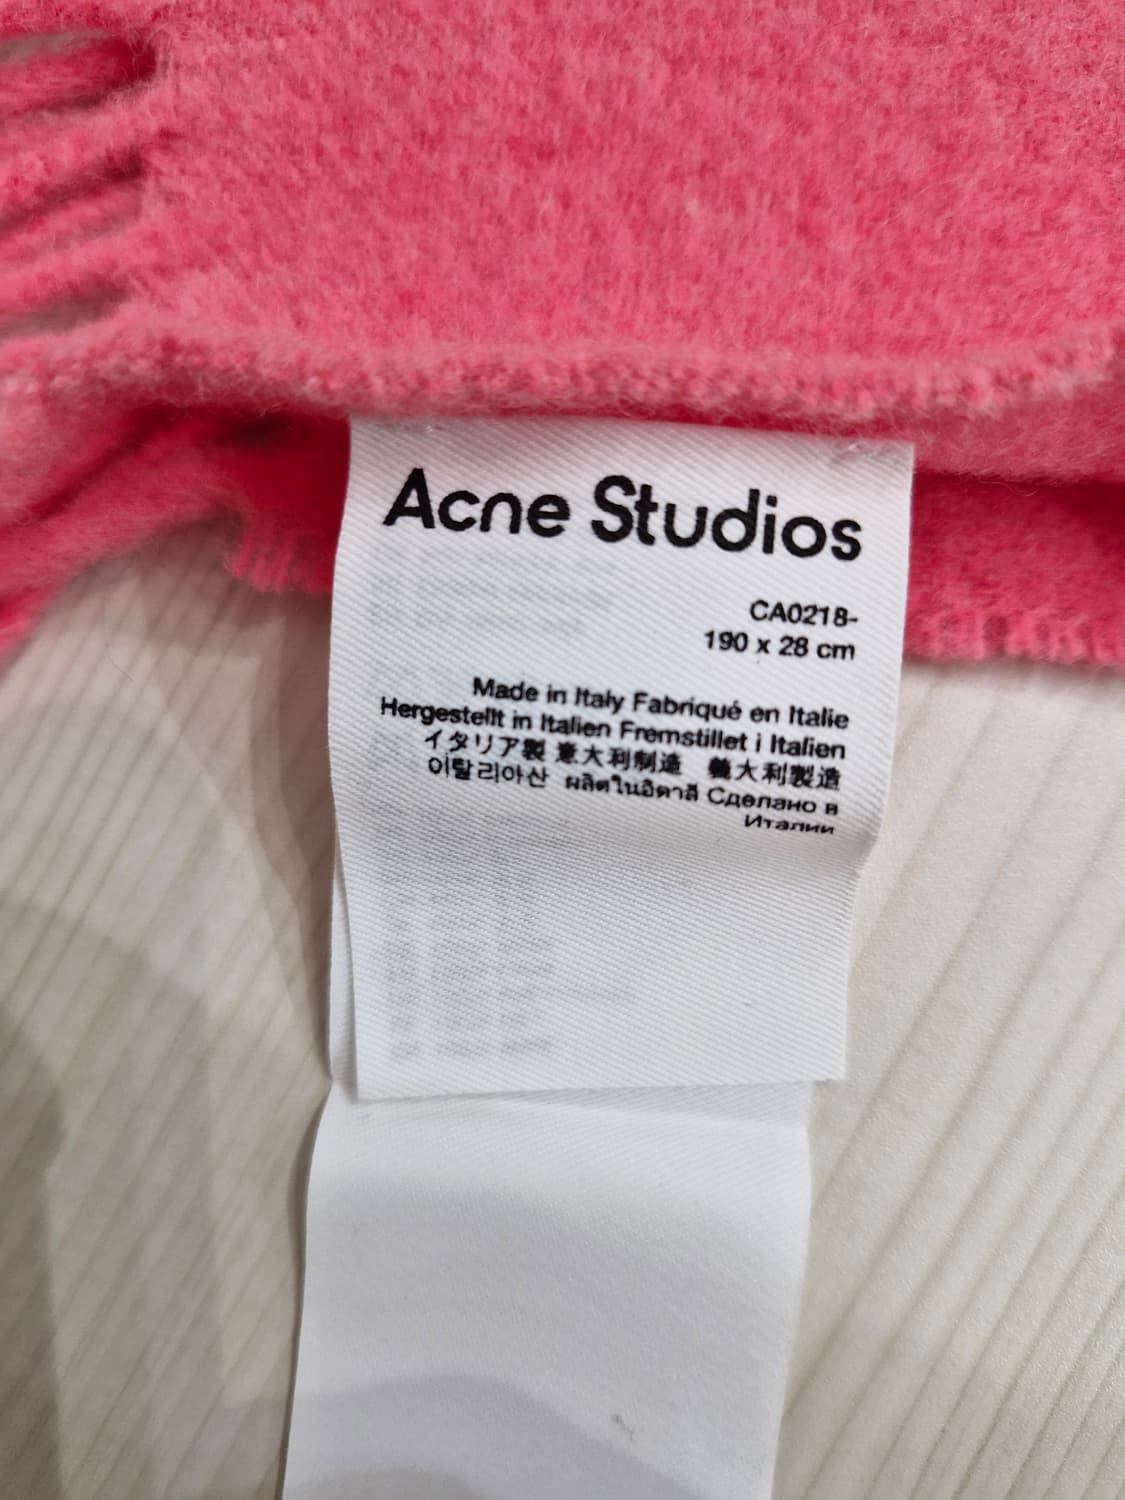 Acne Studios
CA0218-
190 x 28 cm
Made in Italy Fabriqué en Italie
Hergestellt in Italien Fremstillet i Italien
イタリア製 意大利制造 義大利製造
이탈리아산 ผลิตในอิตาลี Сделано в
Италии